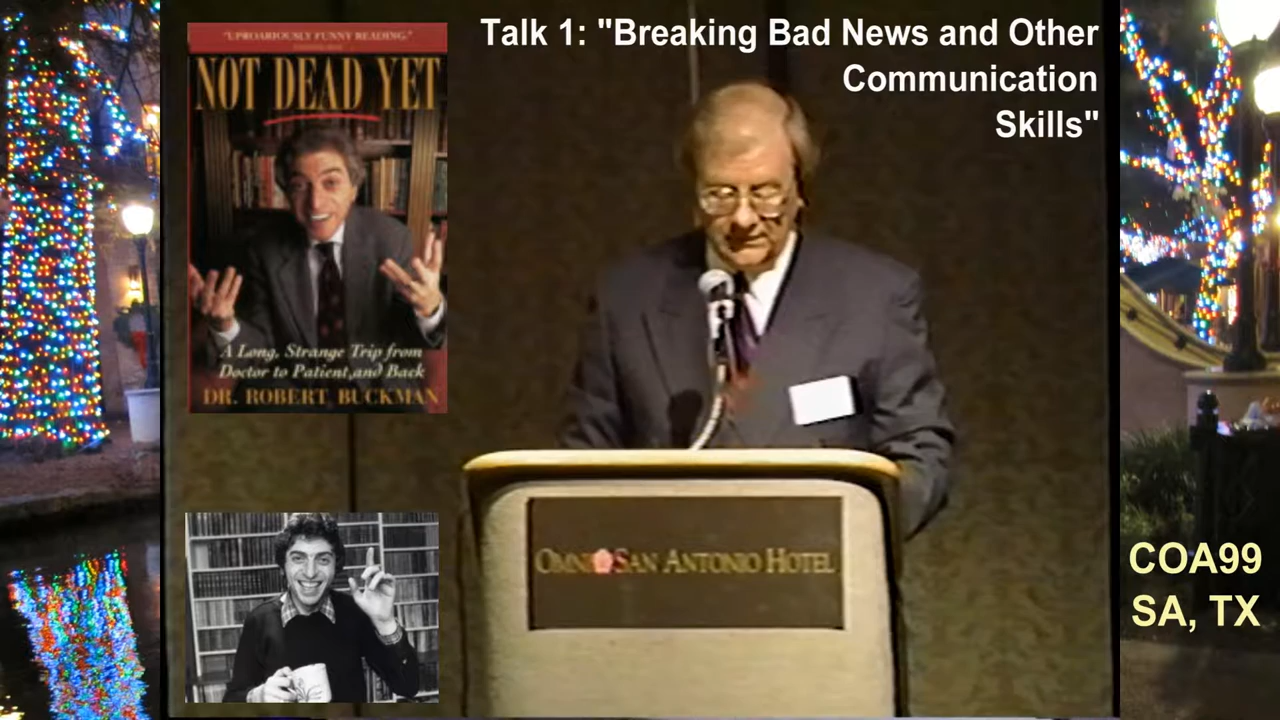 Talk 1: "Breaking Bad News and Other
Communication
Skills"
"UPROARIOUSLY FUNNY READING."
NOT DEAD YET
A Long, Strange Trip from
Doctor to Patient, and Back
DR. ROBERT BUCKMAN
OMNI SAN ANTONIO HOTEL
COA99
SA, TX